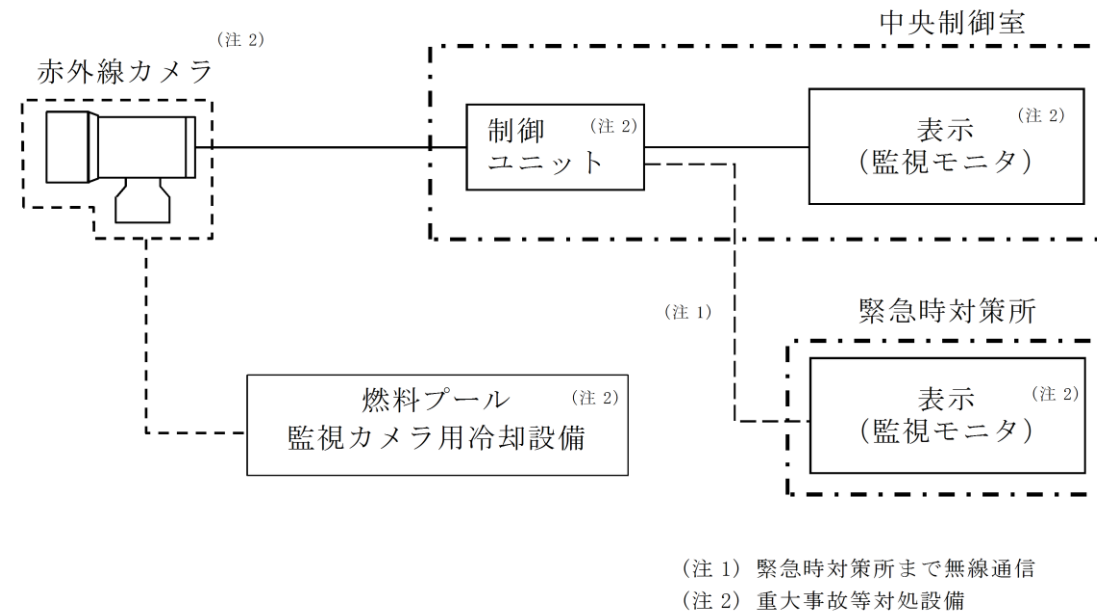 中央制御室
赤外線カメラ (注 2)
制御 (注 2)
ユニット
表示 (注 2)
(監視モニタ)
(注 1)
緊急時対策所
表示 (注 2)
(監視モニタ)
燃料プール (注 2)
監視カメラ用冷却設備
(注 1) 緊急時対策所まで無線通信
(注 2) 重大事故等対処設備